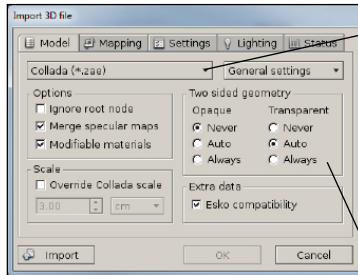 Import 3D file
Model Mapping Settings Lighting Status
Collada (*.zae) General settings
Options
Ignore root node
Merge specular maps
Modifiable materials
Two sided geometry
Opaque Transparent
Never Never
Auto Auto
Always Always
Scale
Override Collada scale
3.00 cm
Extra data
Esko compatibility
Import OK Cancel